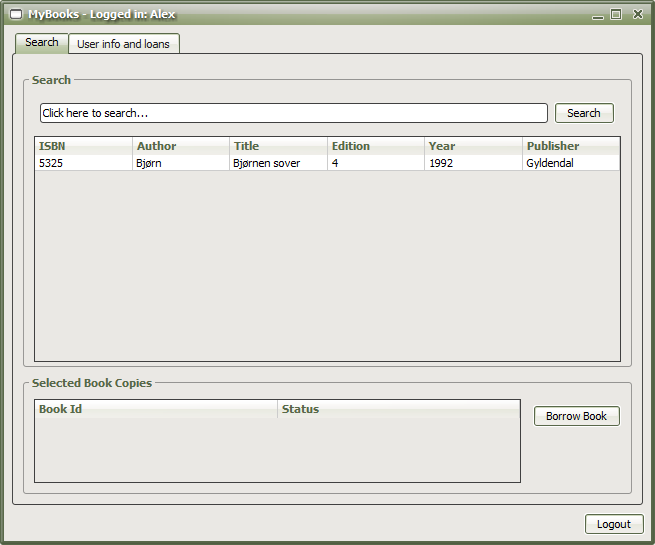 MyBooks - Logged in: Alex
Search User info and loans
Search
Click here to search... Search
ISBN Author Title Edition Year Publisher
5325 Bjørn Bjørnen sover 4 1992 Gyldendal
Selected Book Copies
Book Id Status Borrow Book
Logout